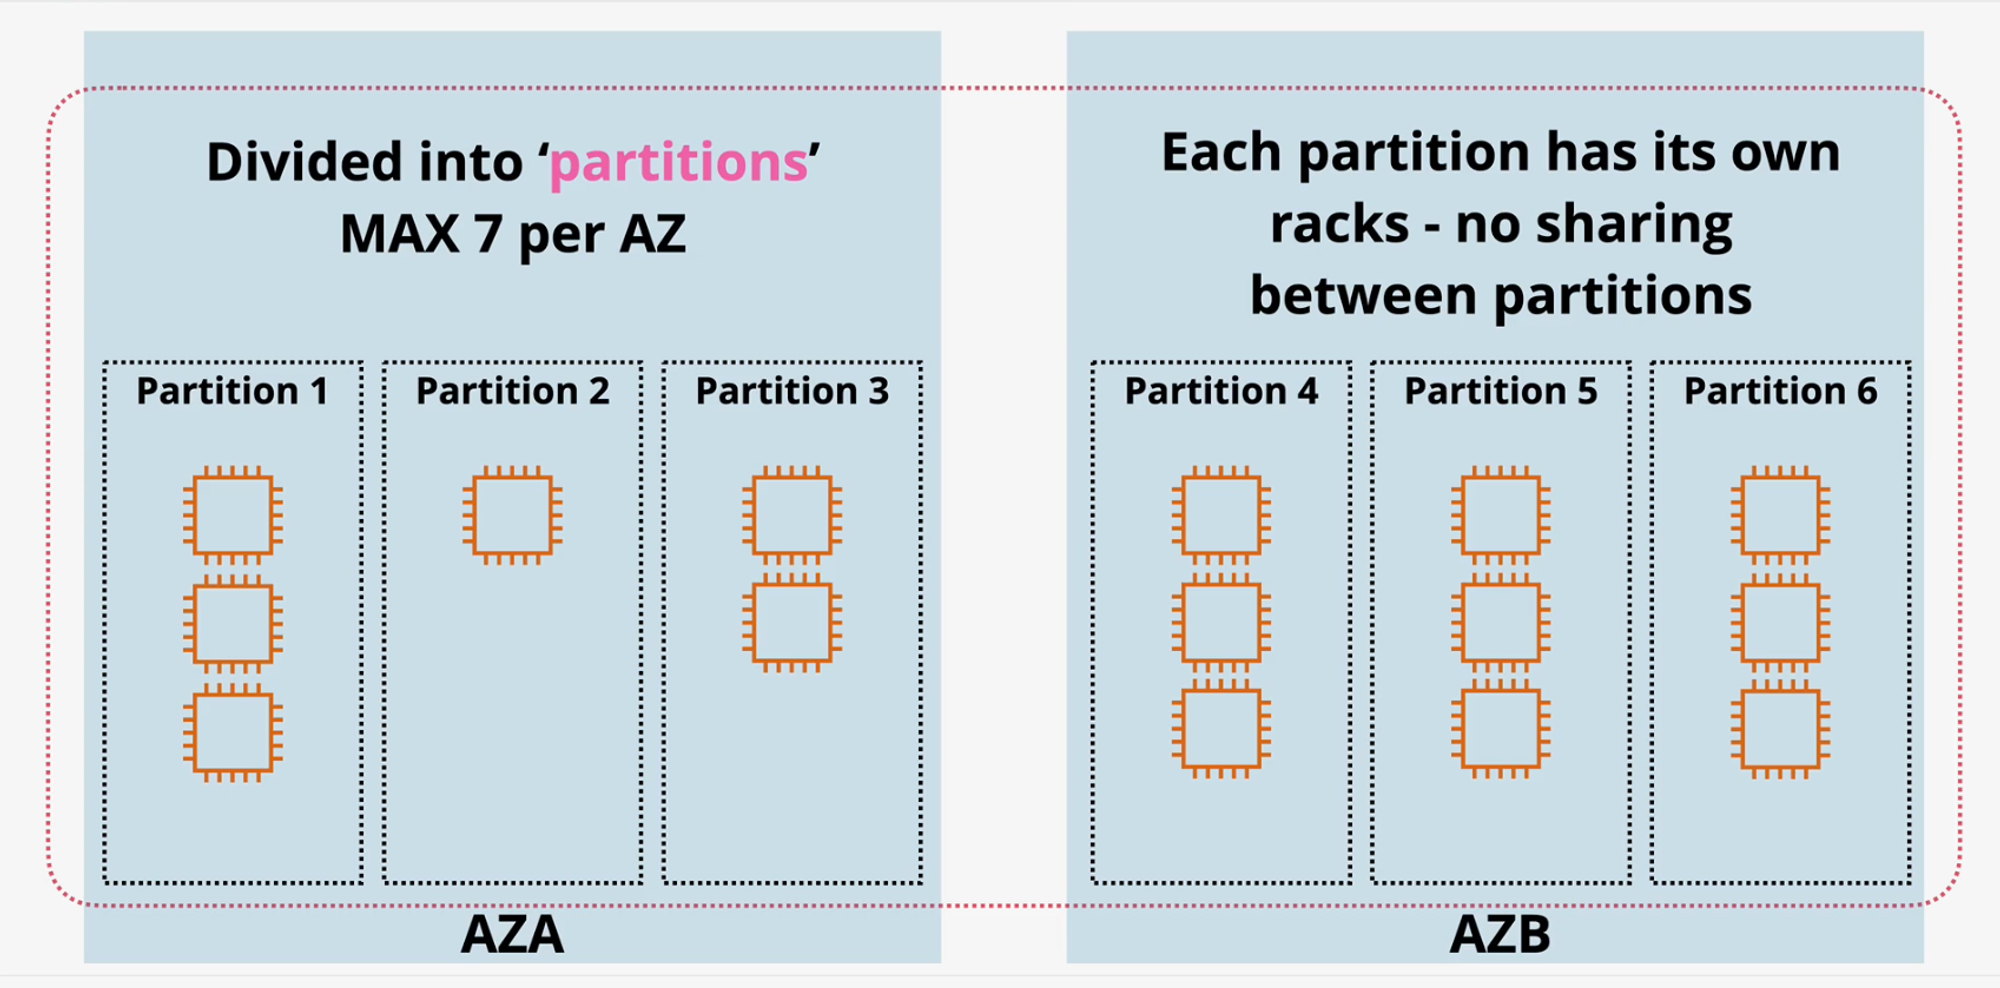 Divided into ‘partitions’
MAX 7 per AZ
Each partition has its own
racks - no sharing
between partitions
Partition 1
Partition 2
Partition 3
Partition 4
Partition 5
Partition 6
AZA
AZB